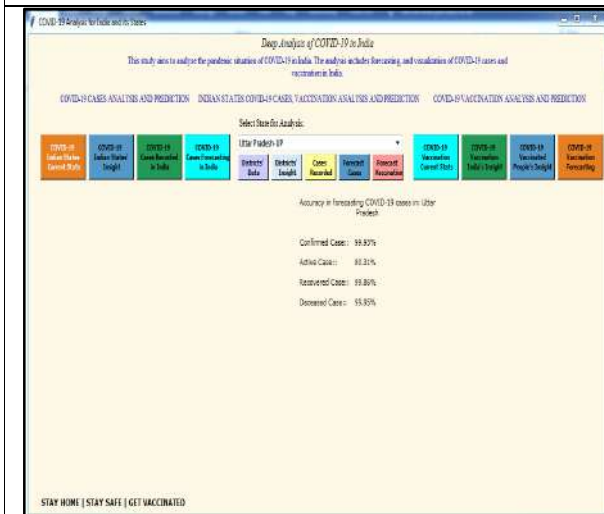 COVID-19 Analysis for India and its States
Deep Analysis of COVID-19 in India
This study aims to analyse the pandemic situation of COVID-19 in India. The analysis includes forecasting, and visualization of COVID-19 cases and
vaccination in India.
COVID-19 CASES ANALYSIS AND PREDICTION
INDIAN STATES COVID-19 CASES, VACCINATION ANALYSIS AND PREDICTION
COVID-19 VACCINATION ANALYSIS AND PREDICTION
Select State for Analysis:
Uttar Pradesh-UP
COVID-19
Indian States
Current Stats
COVID-19
Indian States'
Insight
COVID-19
Cases Recorded
in India
COVID-19
Cases Forecasting
in India
Districts'
Data
Districts'
Insight
Cases
Recorded
Forecast
Cases
Forecast
Vaccination
COVID-19
Vaccination
Current Stats
COVID-19
Vaccination
India's Insight
COVID-19
Vaccinated
People's Insight
COVID-19
Vaccination
Forecasting
Accuracy in forecasting COVID-19 cases in: Uttar
Pradesh
Confirmed Case:: 99.93%
Active Case::
Recovered Case:: 99.86%
Deceased Case:: 99.95%
STAY HOME | STAY SAFE | GET VACCINATED